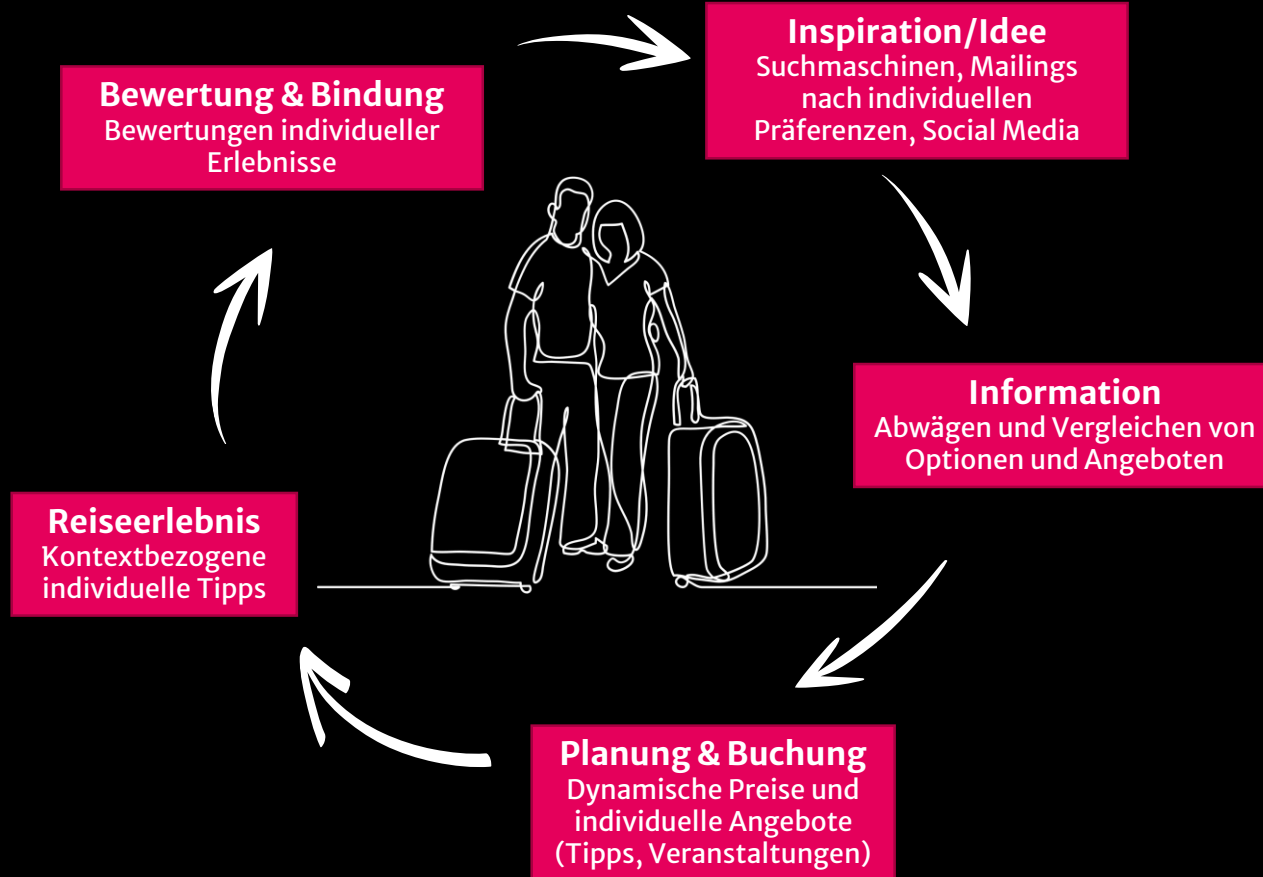 Inspiration/Idee
Suchmaschinen, Mailings
nach individuellen
Präferenzen, Social Media
Information
Abwägen und Vergleichen von
Optionen und Angeboten
Planung & Buchung
Dynamische Preise und
individuelle Angebote
(Tipps, Veranstaltungen)
Reiseerlebnis
Kontextbezogene
individuelle Tipps
Bewertung & Bindung
Bewertungen individueller
Erlebnisse